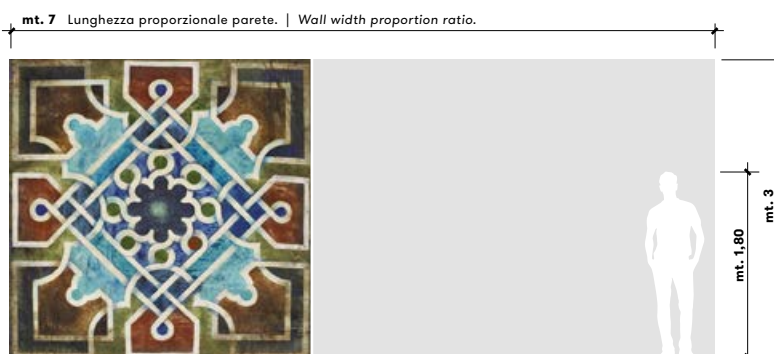 mt. 7 Lunghezza proporzionale parete. | Wall width proportion ratio.
mt. 1,80
mt. 3